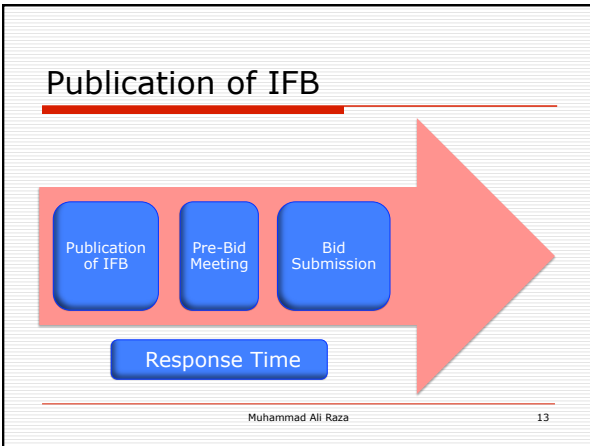 Publication of IFB
Publication
of IFB
Pre-Bid
Meeting
Bid
Submission
Response Time
Muhammad Ali Raza
13